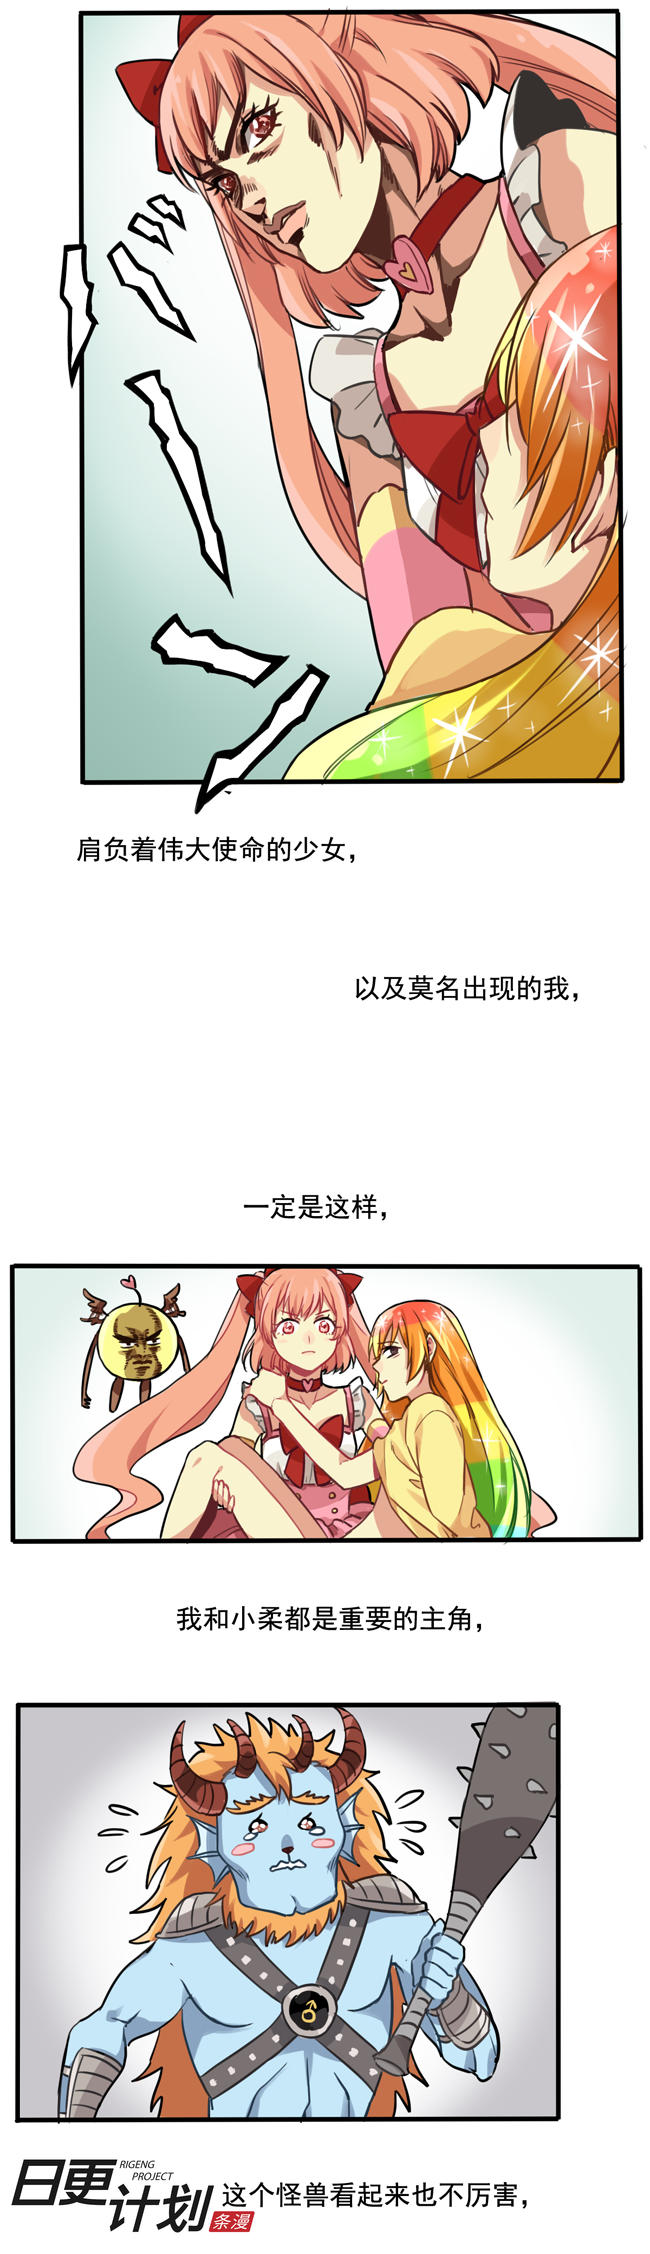 肩负着伟大使命的少女，
以及莫名出现的我，
一定是这样，
我和小柔都是重要的主角，
日更计划
RIGENG
PROJECT
条漫
这个怪兽看起来也不厉害，